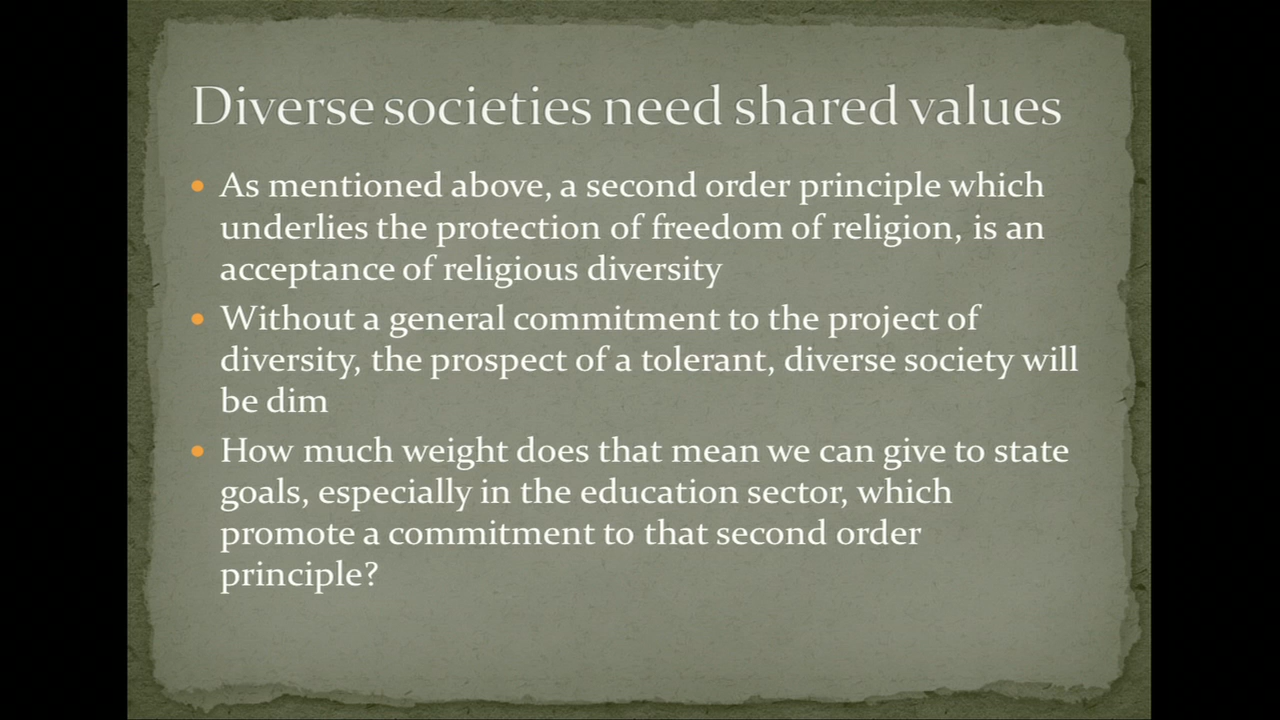 Diverse societies need shared values
• As mentioned above, a second order principle which
underlies the protection of freedom of religion, is an
acceptance of religious diversity
• Without a general commitment to the project of
diversity, the prospect of a tolerant, diverse society will
be dim
• How much weight does that mean we can give to state
goals, especially in the education sector, which
promote a commitment to that second order
principle?